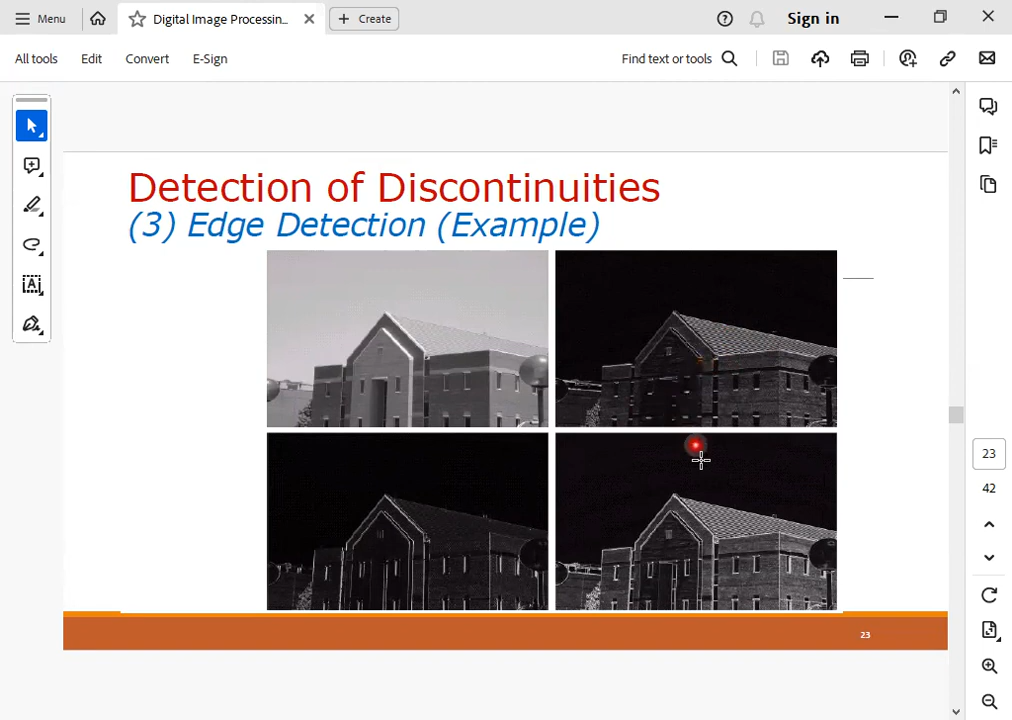 Menu
Digital Image Processin...
Create
Sign in
All tools
Edit
Convert
E-Sign
Find text or tools
Detection of Discontinuities
(3) Edge Detection (Example)
23
42
23